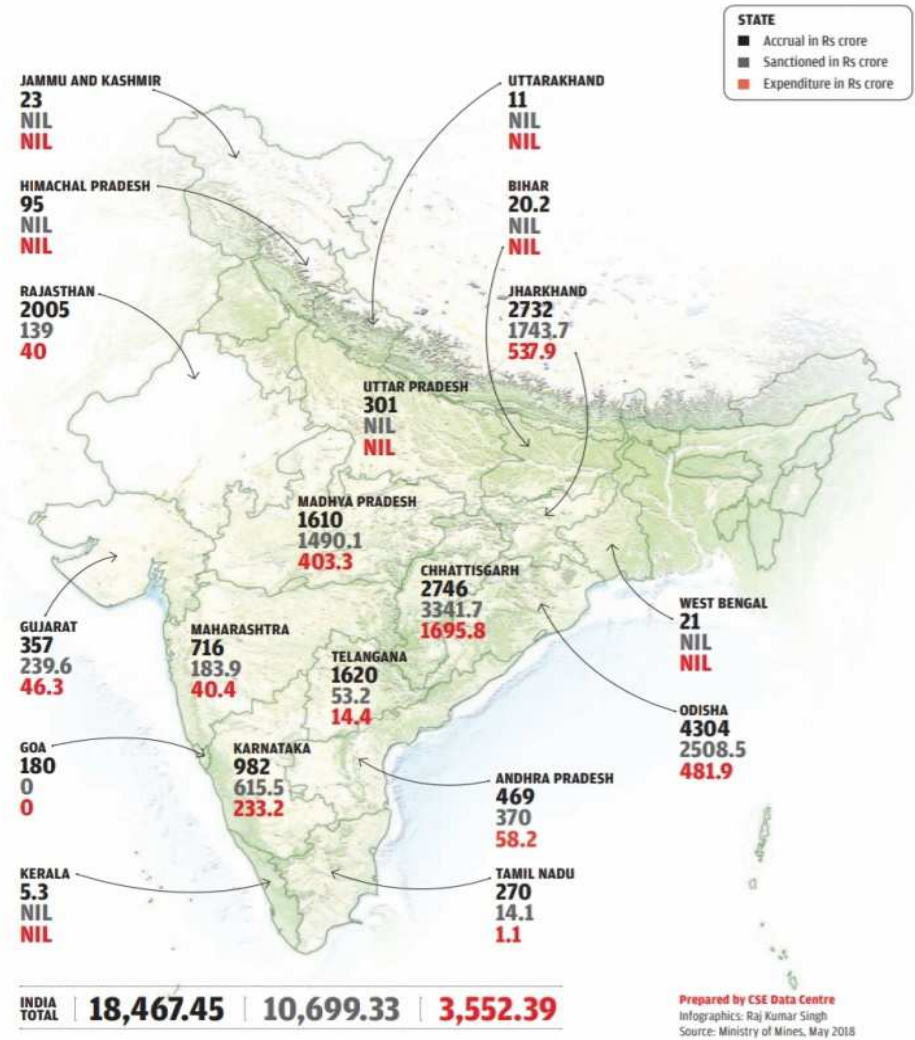 STATE
Accrual in Rs crore
Sanctioned in Rs crore
Expenditure in Rs crore
JAMMU AND KASHMIR
23
NIL
NIL
UTTARAKHAND
11
NIL
NIL
HIMACHAL PRADESH
95
NIL
NIL
BIHAR
20.2
NIL
NIL
RAJASTHAN
2005
139
40
JHARKHAND
2732
1743.7
537.9
UTTAR PRADESH
301
NIL
NIL
MADHYA PRADESH
1610
1490.1
403.3
CHHATTISGARH
2746
3341.7
1695.8
WEST BENGAL
21
NIL
NIL
GUJARAT
357
239.6
46.3
MAHARASHTRA
716
183.9
40.4
TELANGANA
1620
53.2
14.4
ODISHA
4304
2508.5
481.9
GOA
180
0
0
KARNATAKA
982
615.5
233.2
ANDHRA PRADESH
469
370
58.2
KERALA
5.3
NIL
NIL
TAMIL NADU
270
14.1
1.1
INDIA
TOTAL
18,467.45
10,699.33
3,552.39
Prepared by CSE Data Centre
Infographics: Raj Kumar Singh
Source: Ministry of Mines, May 2018